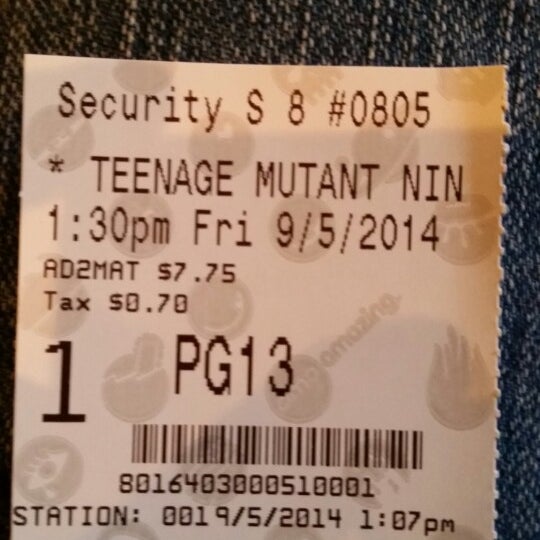 Security S 8 #0805
* TEENAGE MUTANT NIN
1:30pm Fri 9/5/2014
AD2MAT $7.75
Tax $0.70
1 PG13
amazing
8016403000510001
STATION: 0019/5/2014 1:07pm